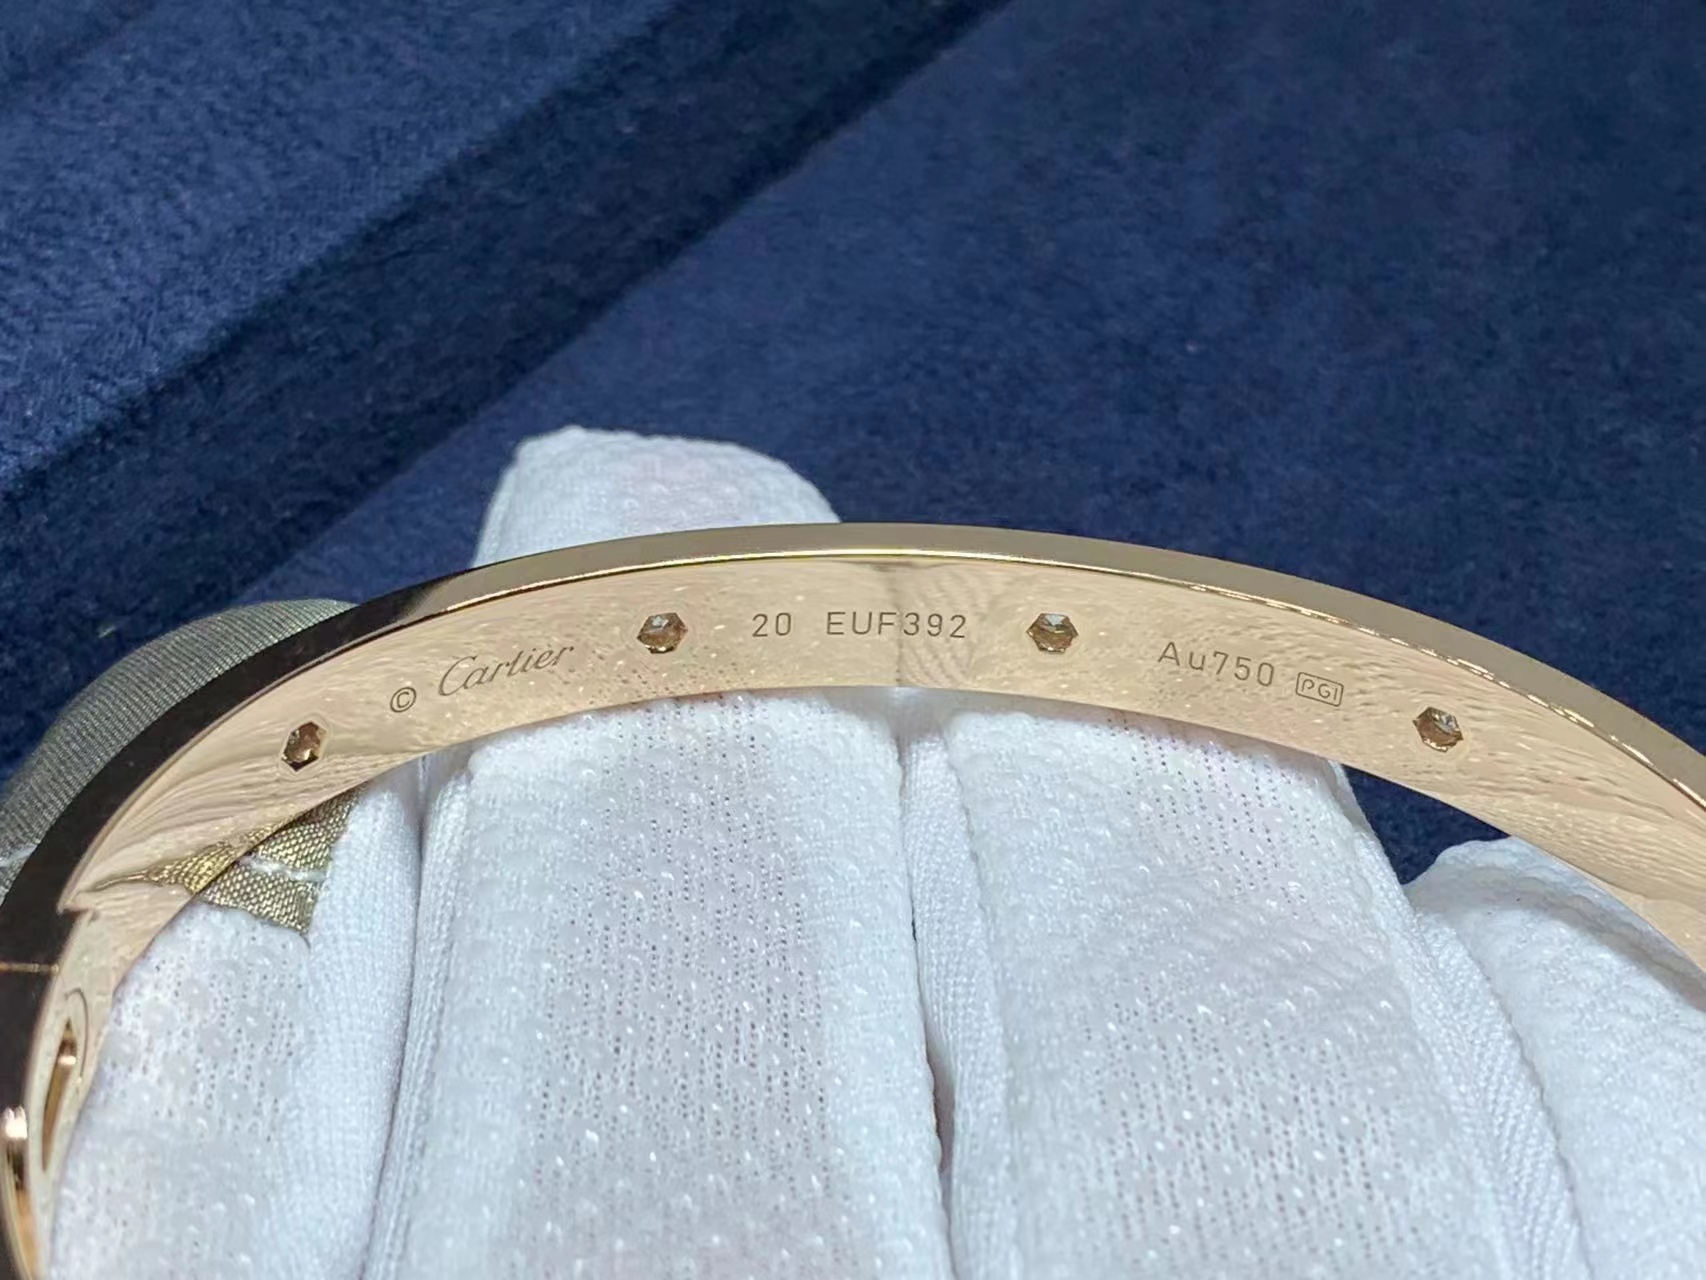 © Cartier
20 EUF392
Au750 PGI